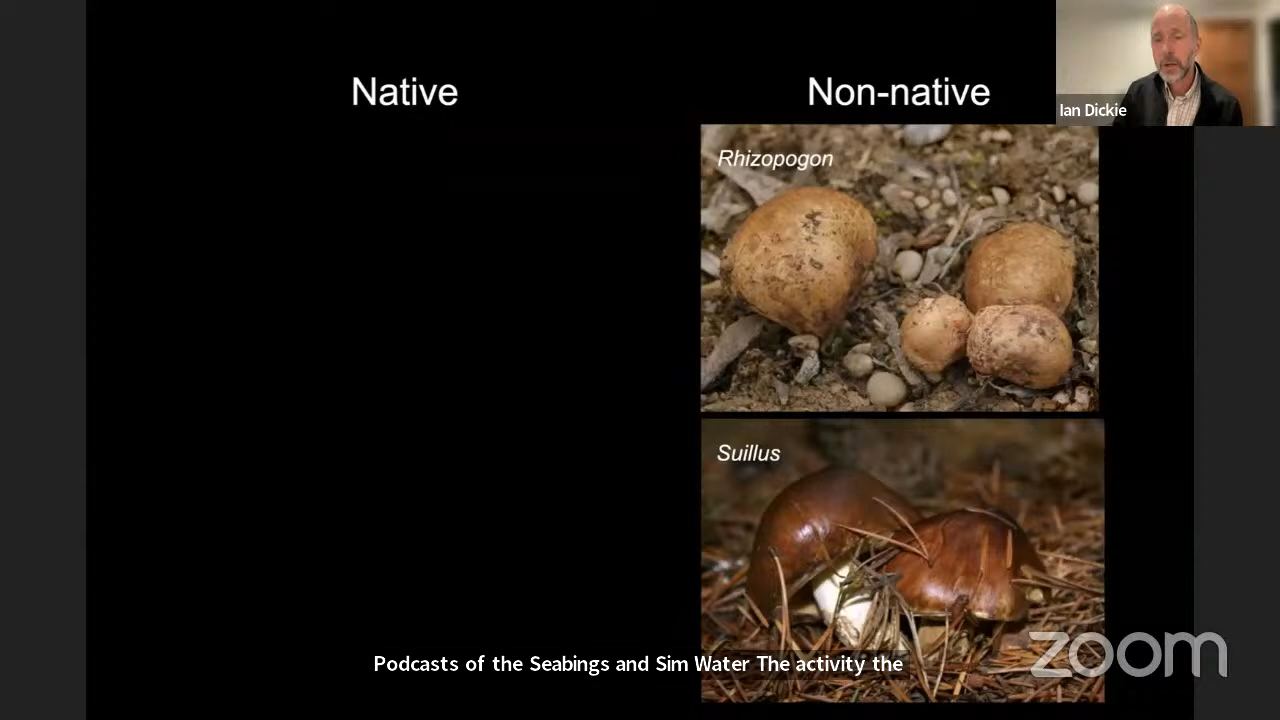 Native
Non-native
Ian Dickie
Rhizopogon
Suillus
Podcasts of the Seabings and Sim Water The activity the
zoom